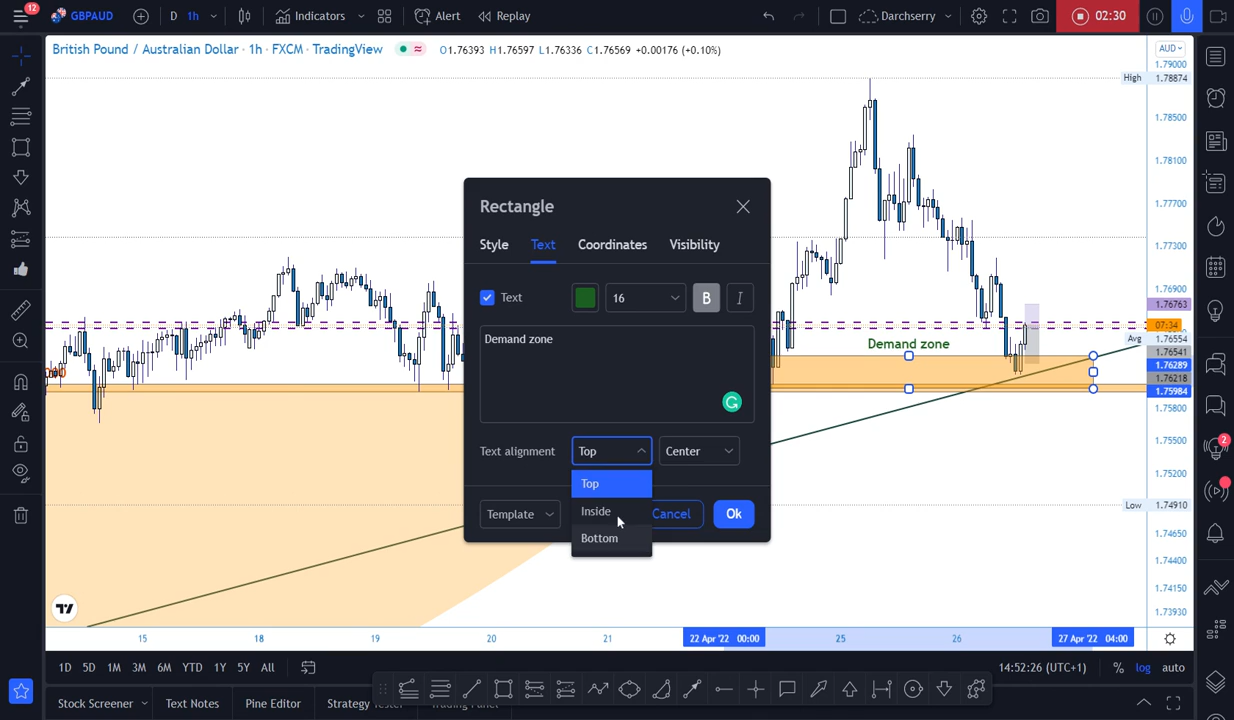 12
GBPAUD
D
1h
Indicators
Alert
Replay
Darchserry
02:30
British Pound / Australian Dollar · 1h · FXCM · TradingView
O1.76393 H1.76597 L1.76336 C1.76569 +0.00176 (+0.10%)
AUD
1.79000
High 1.78874
1.78500
1.78100
1.77700
1.77300
1.76900
1.76763
07:34
Avg 1.76554
1.76541
1.76289
1.76218
1.75984
1.75800
1.75500
1.75200
Low 1.74910
1.74650
1.74400
1.74150
1.73930
Demand zone
Rectangle
Style
Text
Coordinates
Visibility
Text
16
B
I
Demand zone
Text alignment
Top
Center
Top
Inside
Bottom
Template
Cancel
Ok
2
15
18
19
20
21
22 Apr '22 00:00
25
26
27 Apr '22 04:00
1D 5D 1M 3M 6M YTD 1Y 5Y All
14:52:26 (UTC+1)
% log auto
Stock Screener
Text Notes
Pine Editor